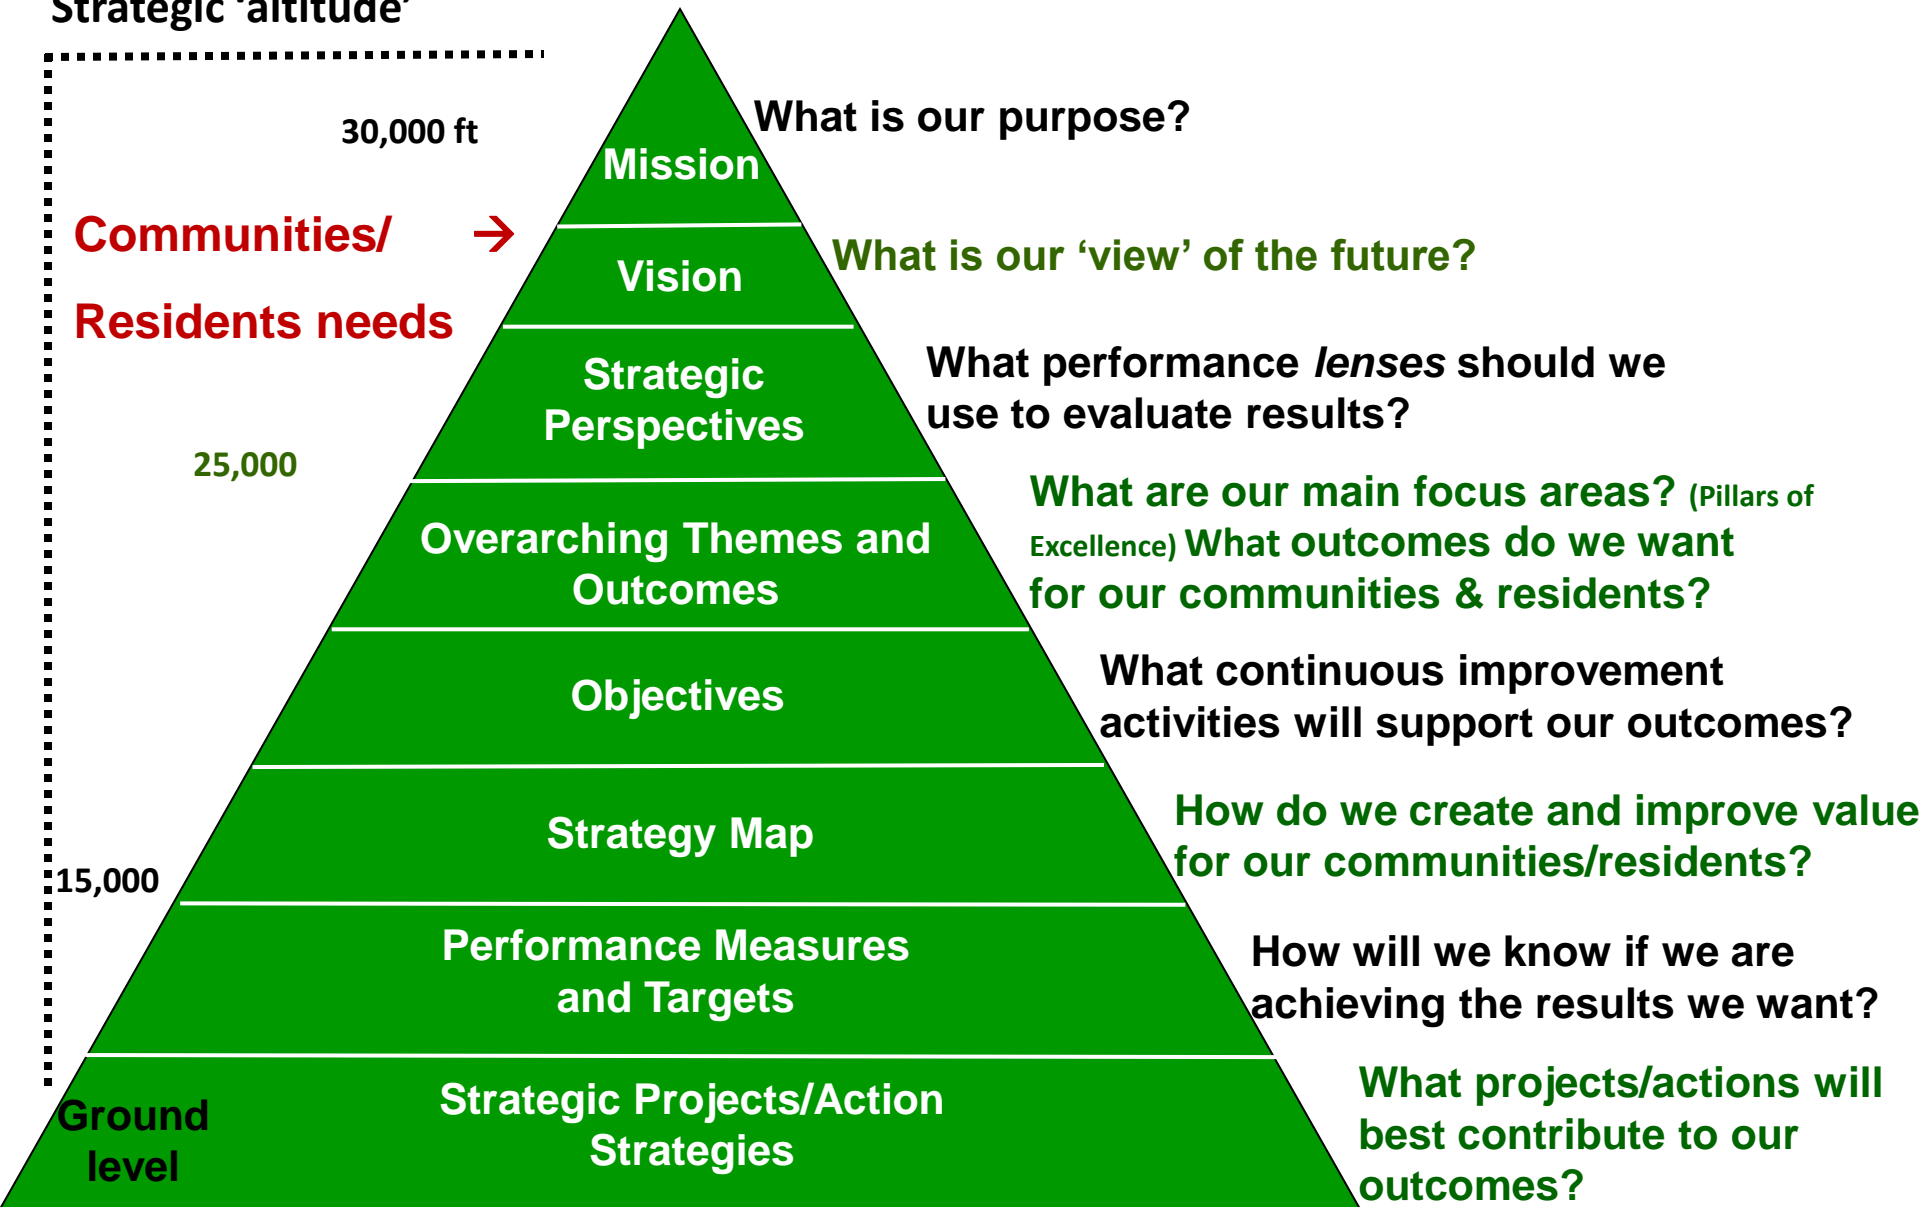 Strategic ‘altitude’
30,000 ft
What is our purpose?
Mission
Communities/ →
Residents needs
Vision
What is our ‘view’ of the future?
Strategic
Perspectives
What performance lenses should we
use to evaluate results?
25,000
Overarching Themes and
Outcomes
What are our main focus areas? (Pillars of
Excellence) What outcomes do we want
for our communities & residents?
Objectives
What continuous improvement
activities will support our outcomes?
Strategy Map
How do we create and improve value
for our communities/residents?
15,000
Performance Measures
and Targets
How will we know if we are
achieving the results we want?
Ground
level
Strategic Projects/Action
Strategies
What projects/actions will
best contribute to our
outcomes?